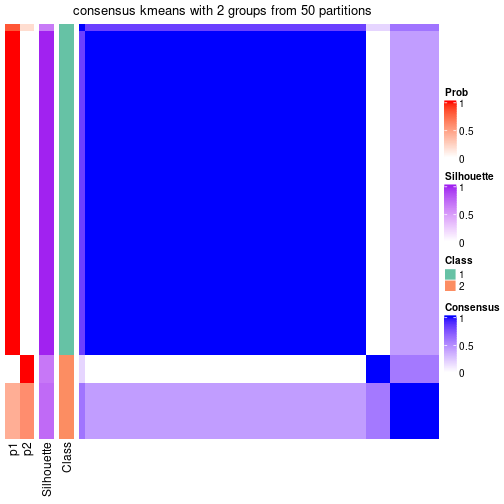 consensus kmeans with 2 groups from 50 partitions
Prob
1
0.5
0
Silhouette
1
0.5
0
Class
1
2
Consensus
1
0.5
0
p1
p2
Silhouette
Class